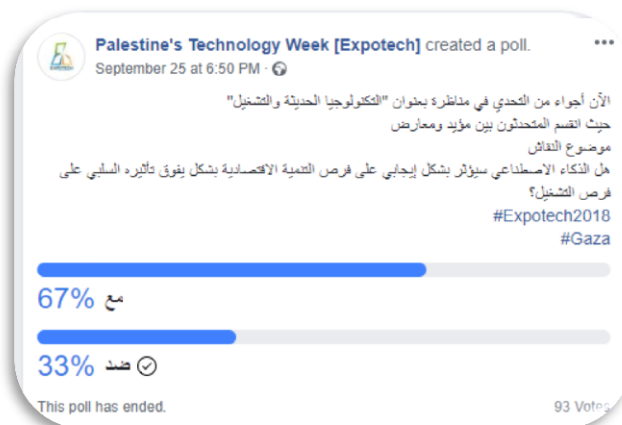 Palestine's Technology Week [Expotech] created a poll.
September 25 at 6:50 PM
الآن أجواء من التحدي في مناظرة بعنوان "التكنولوجيا الحديثة والتشغيل"
حيث انقسم المتحدثون بين مؤيد ومعارض
موضوع النقاش
هل الذكاء الاصطناعي سيؤثر بشكل إيجابي على فرص التنمية الاقتصادية بشكل يفوق تأثيره السلبي على
فرص التشغيل؟
#Expotech2018
#Gaza
67% مع
33% ضد
This poll has ended.
93 Votes